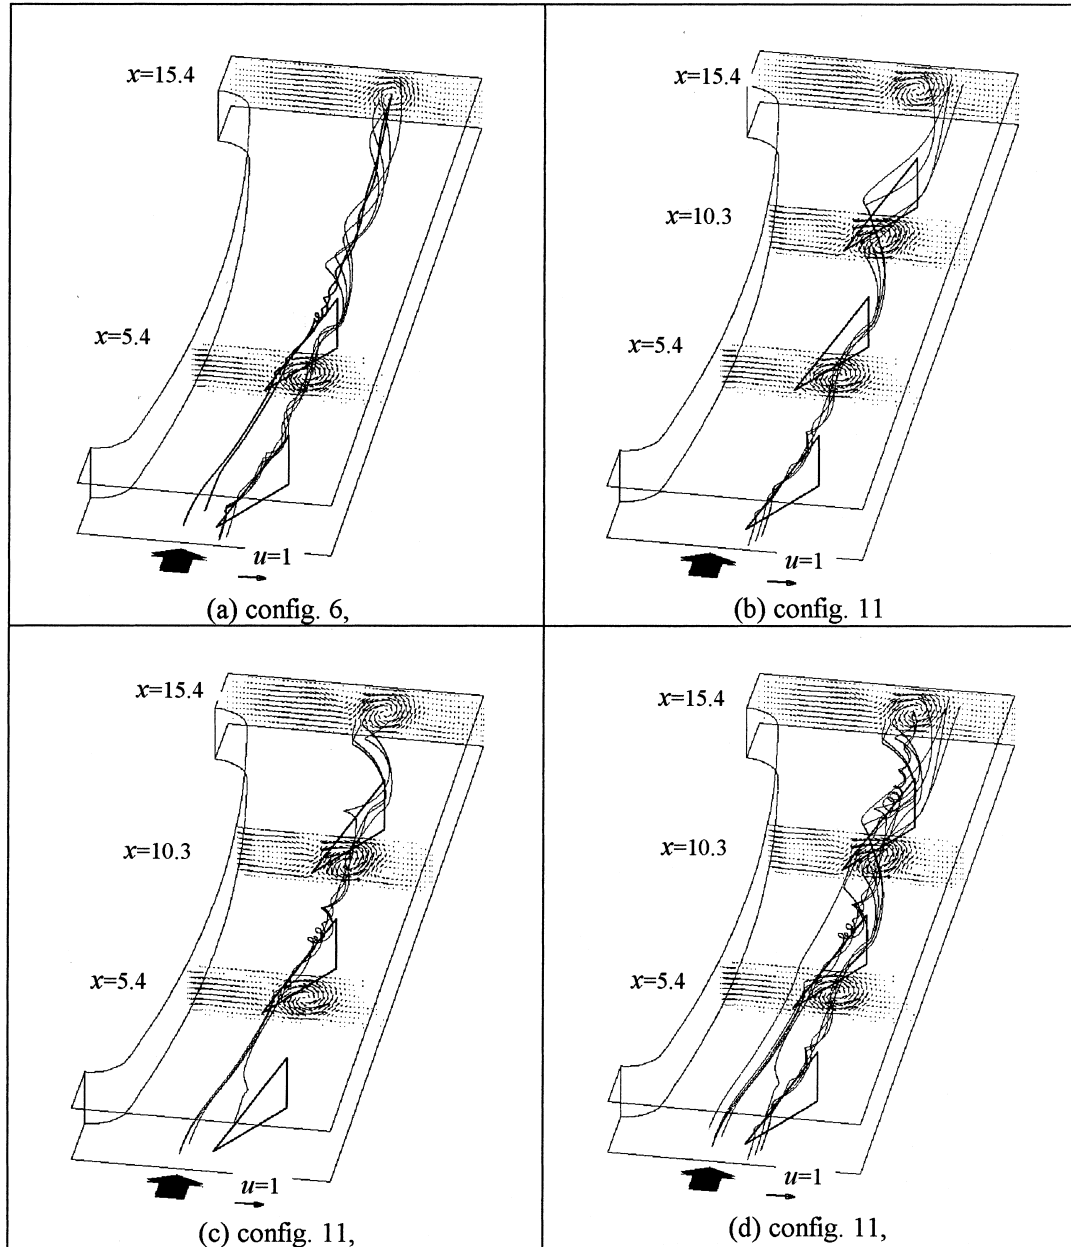 x=15.4
x=5.4
u=1
(a) config. 6,
x=15.4
x=10.3
x=5.4
u=1
(b) config. 11
x=15.4
x=10.3
x=5.4
u=1
(c) config. 11,
x=15.4
x=10.3
x=5.4
u=1
(d) config. 11,